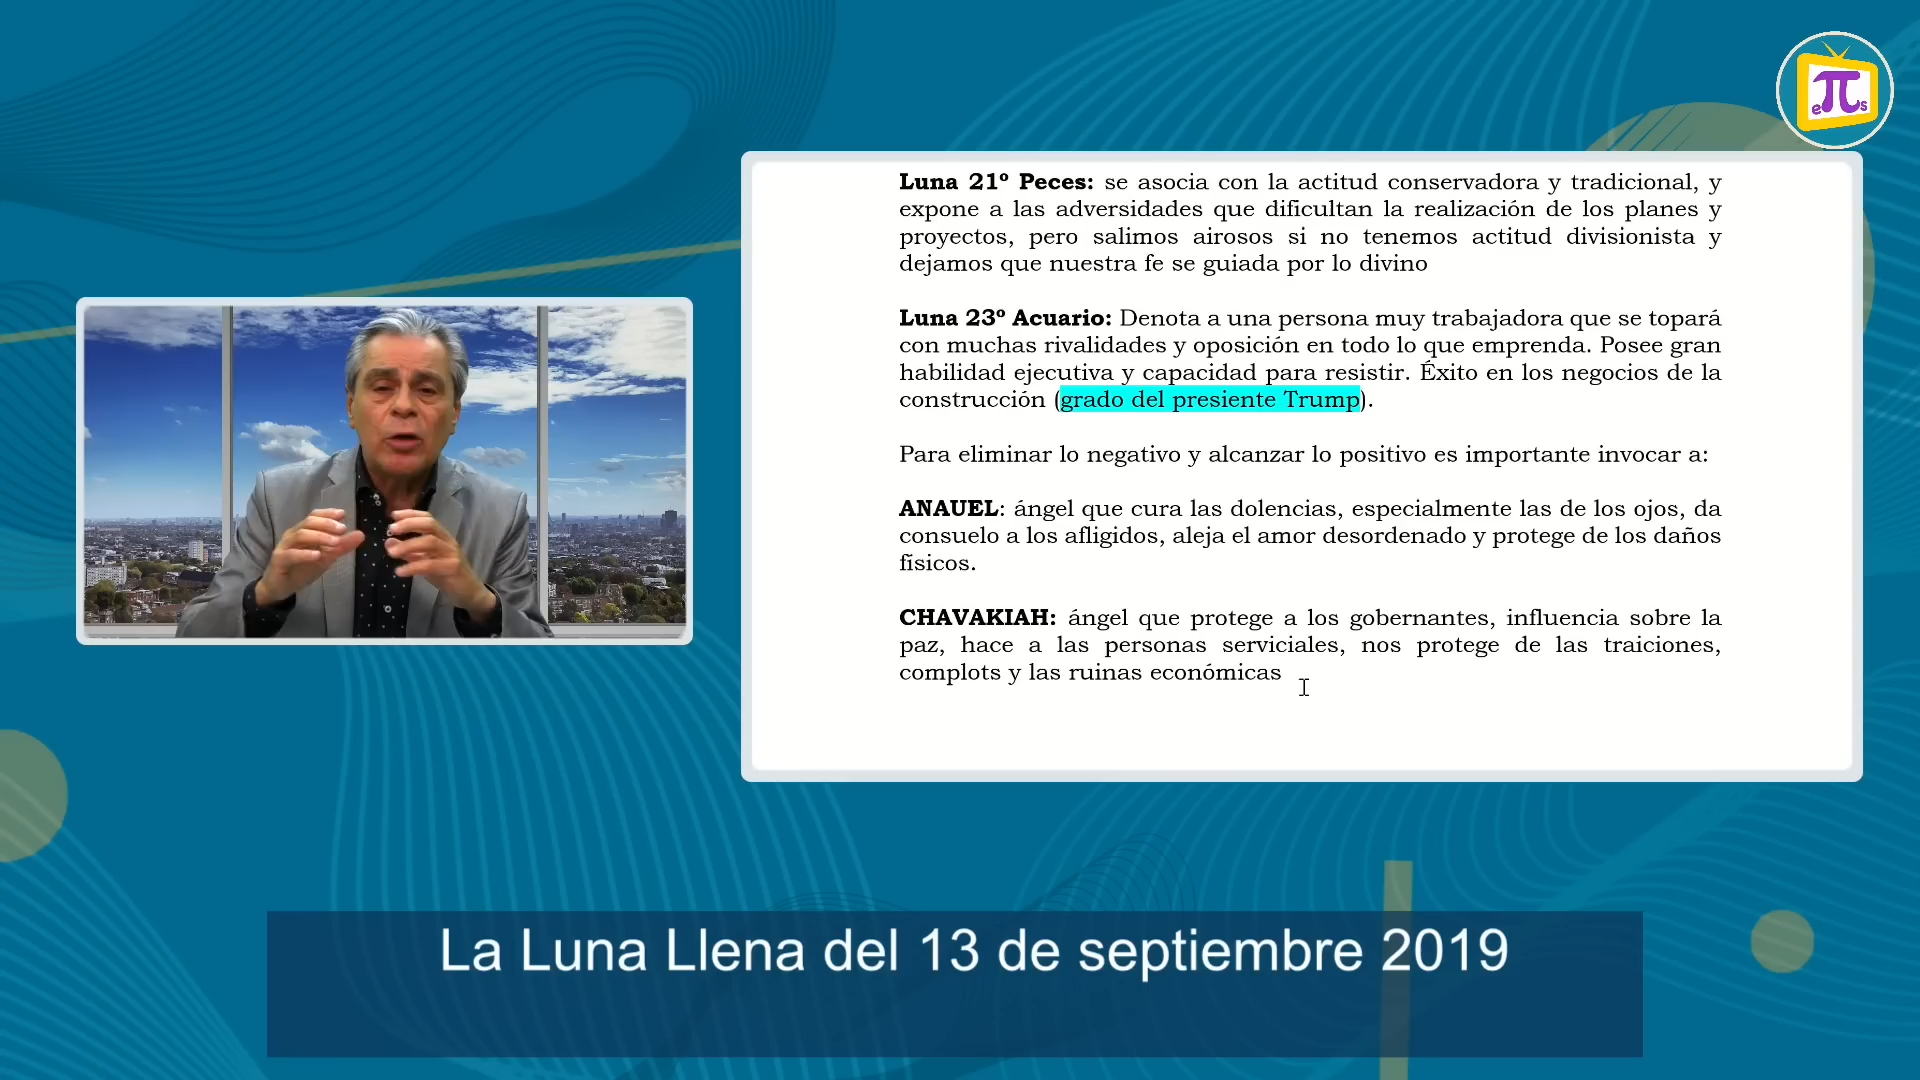 e π s
Luna 21º Peces: se asocia con la actitud conservadora y tradicional, y
expone a las adversidades que dificultan la realización de los planes y
proyectos, pero salimos airosos si no tenemos actitud divisionista y
dejamos que nuestra fe se guiada por lo divino
Luna 23º Acuario: Denota a una persona muy trabajadora que se topará
con muchas rivalidades y oposición en todo lo que emprenda. Posee gran
habilidad ejecutiva y capacidad para resistir. Éxito en los negocios de la
construcción (grado del presiente Trump).
Para eliminar lo negativo y alcanzar lo positivo es importante invocar a:
ANAUEL: ángel que cura las dolencias, especialmente las de los ojos, da
consuelo a los afligidos, aleja el amor desordenado y protege de los daños
físicos.
CHAVAKIAH: ángel que protege a los gobernantes, influencia sobre la
paz, hace a las personas serviciales, nos protege de las traiciones,
complots y las ruinas económicas
La Luna Llena del 13 de septiembre 2019